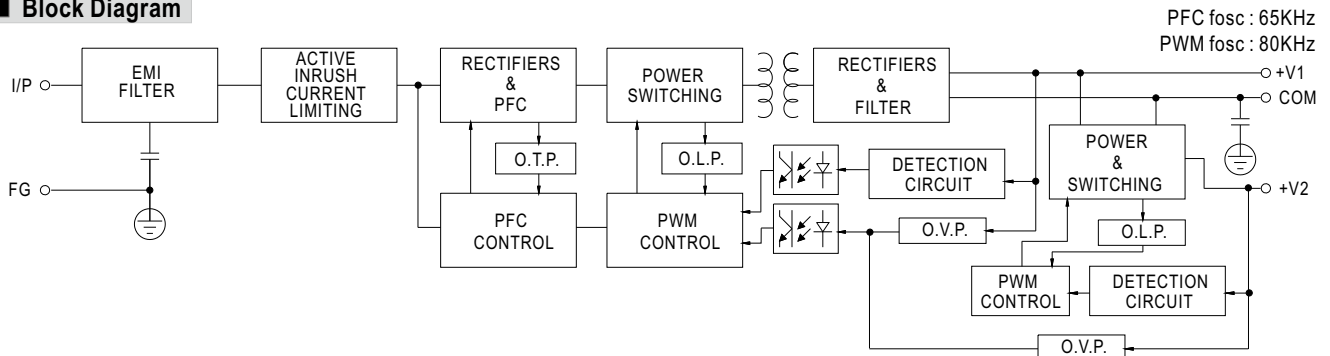 Block Diagram
PFC fosc : 65KHz
PWM fosc : 80KHz
I/P
EMI
FILTER
ACTIVE
INRUSH
CURRENT
LIMITING
RECTIFIERS
&
PFC
POWER
SWITCHING
RECTIFIERS
&
FILTER
+V1
COM
O.T.P.
O.L.P.
DETECTION
CIRCUIT
POWER
&
SWITCHING
FG
+V2
PFC
CONTROL
PWM
CONTROL
O.V.P.
O.L.P.
PWM
CONTROL
DETECTION
CIRCUIT
O.V.P.